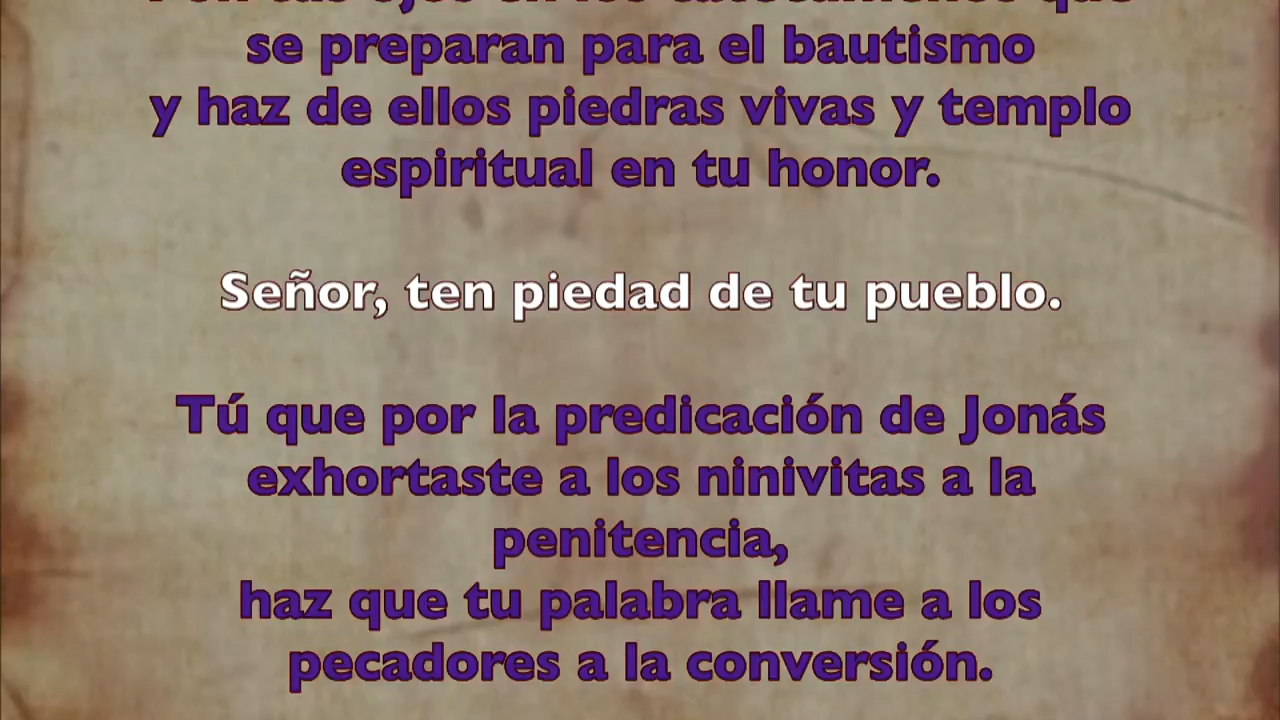 se preparan para el bautismo
y haz de ellos piedras vivas y templo
espiritual en tu honor.
Señor, ten piedad de tu pueblo.
Tú que por la predicación de Jonás
exhortaste a los ninivitas a la
penitencia,
haz que tu palabra llame a los
pecadores a la conversión.